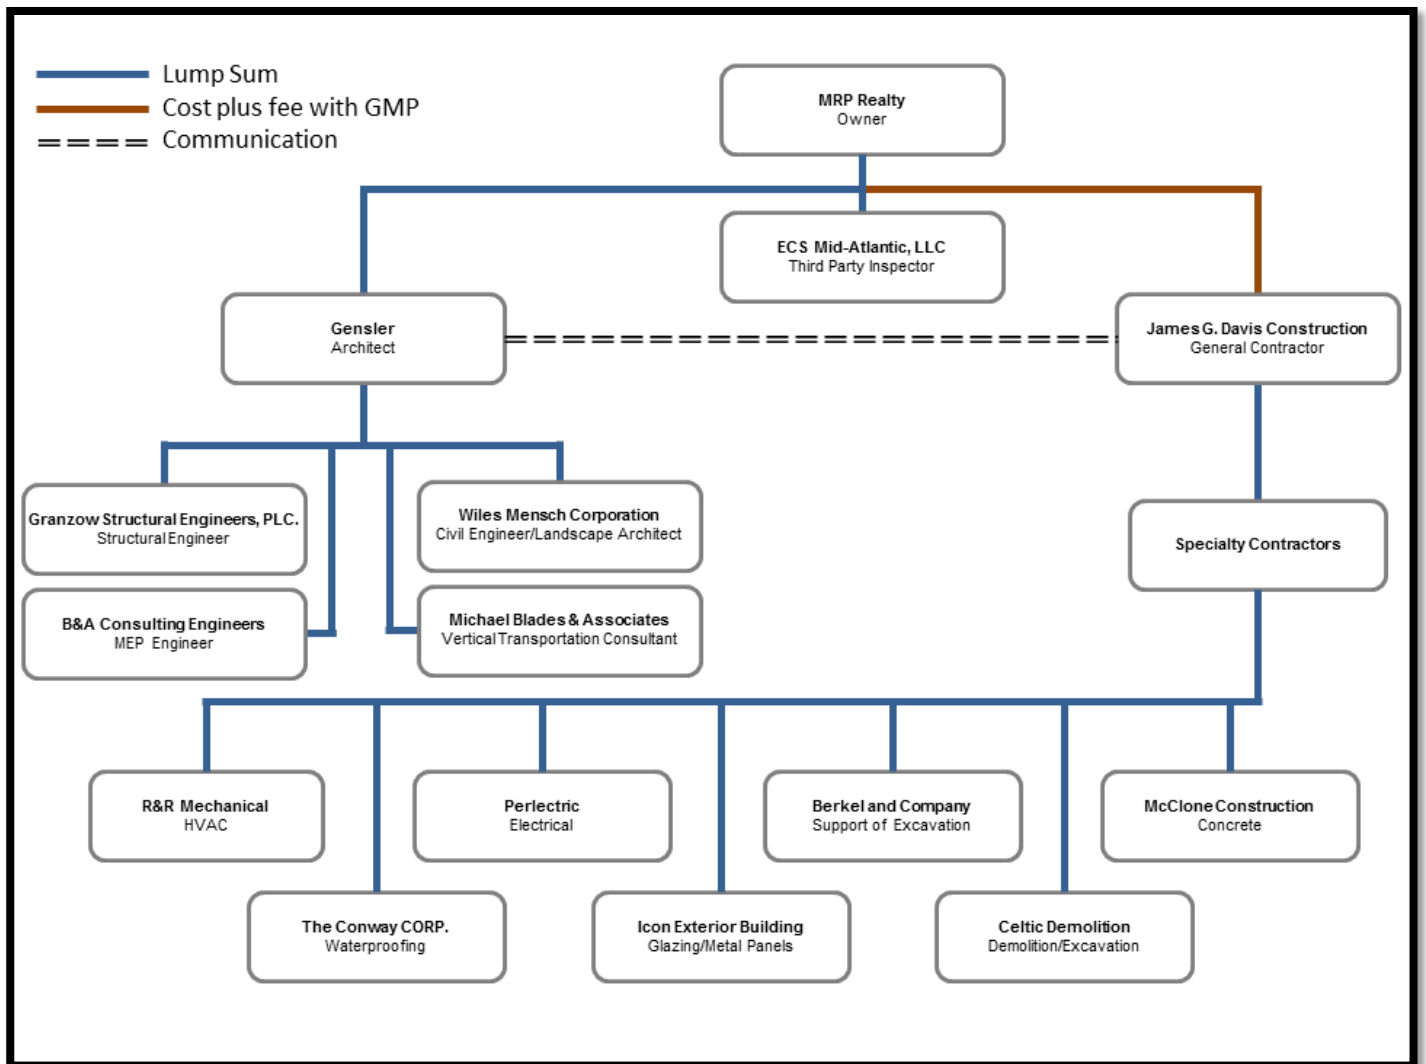 Lump Sum
Cost plus fee with GMP
Communication
MRP Realty
Owner
ECS Mid-Atlantic, LLC
Third Party Inspector
Gensler
Architect
James G. Davis Construction
General Contractor
Granzow Structural Engineers, PLC.
Structural Engineer
Wiles Mensch Corporation
Civil Engineer/Landscape Architect
Specialty Contractors
B&A Consulting Engineers
MEP Engineer
Michael Blades & Associates
Vertical Transportation Consultant
R&R Mechanical
HVAC
Perlectric
Electrical
Berkel and Company
Support of Excavation
McClone Construction
Concrete
The Conway CORP.
Waterproofing
Icon Exterior Building
Glazing/Metal Panels
Celtic Demolition
Demolition/Excavation